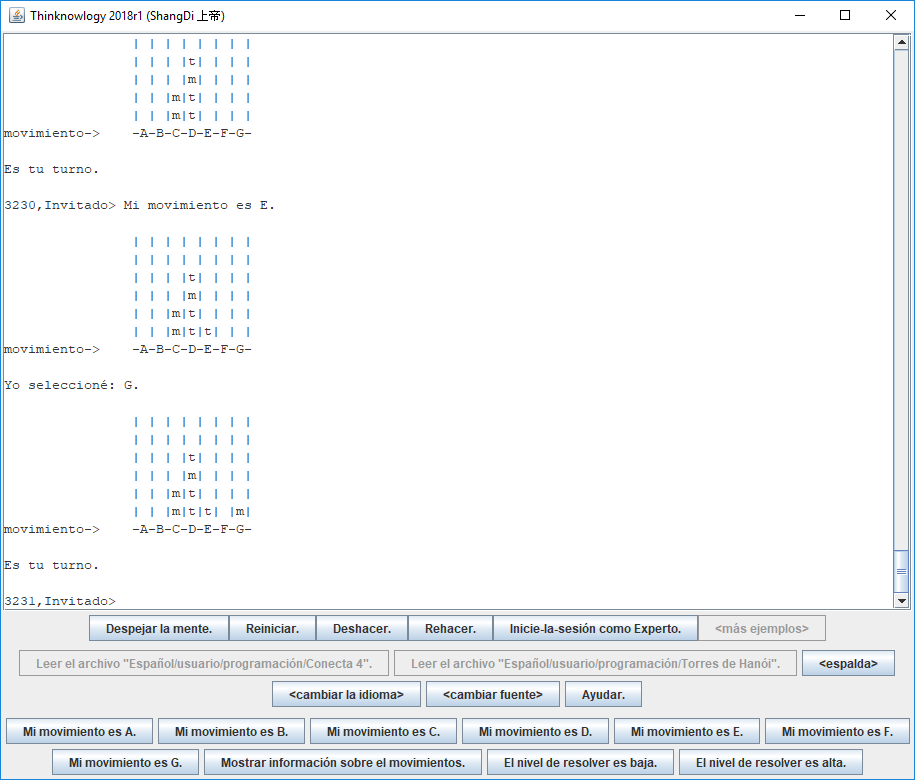 Thinknowlogy 2018r1 (ShangDi 上帝)
| | | | | | | |
| | | |t| | | |
| | | |m| | | |
| | |m|t| | | |
| | |m|t| | | |
movimiento-> -A-B-C-D-E-F-G-
Es tu turno.
3230,Invitado> Mi movimiento es E.
| | | | | | | |
| | | | | | | |
| | | |t| | | |
| | | |m| | | |
| | |m|t| | | |
| | |m|t|t| | |
movimiento-> -A-B-C-D-E-F-G-
Yo seleccioné: G.
| | | | | | | |
| | | | | | | |
| | | |t| | | |
| | | |m| | | |
| | |m|t| | | |
| | |m|t|t| |m|
movimiento-> -A-B-C-D-E-F-G-
Es tu turno.
3231,Invitado>
Despejar la mente. Reiniciar. Deshacer. Rehacer. Inicie-la-sesión como Experto. <más ejemplos>
Leer el archivo "Español/usuario/programación/Conecta 4". Leer el archivo "Español/usuario/programación/Torres de Hanói". <espalda>
<cambiar la idioma> <cambiar fuente> Ayudar.
Mi movimiento es A. Mi movimiento es B. Mi movimiento es C. Mi movimiento es D. Mi movimiento es E. Mi movimiento es F.
Mi movimiento es G. Mostrar información sobre el movimientos. El nivel de resolver es baja. El nivel de resolver es alta.